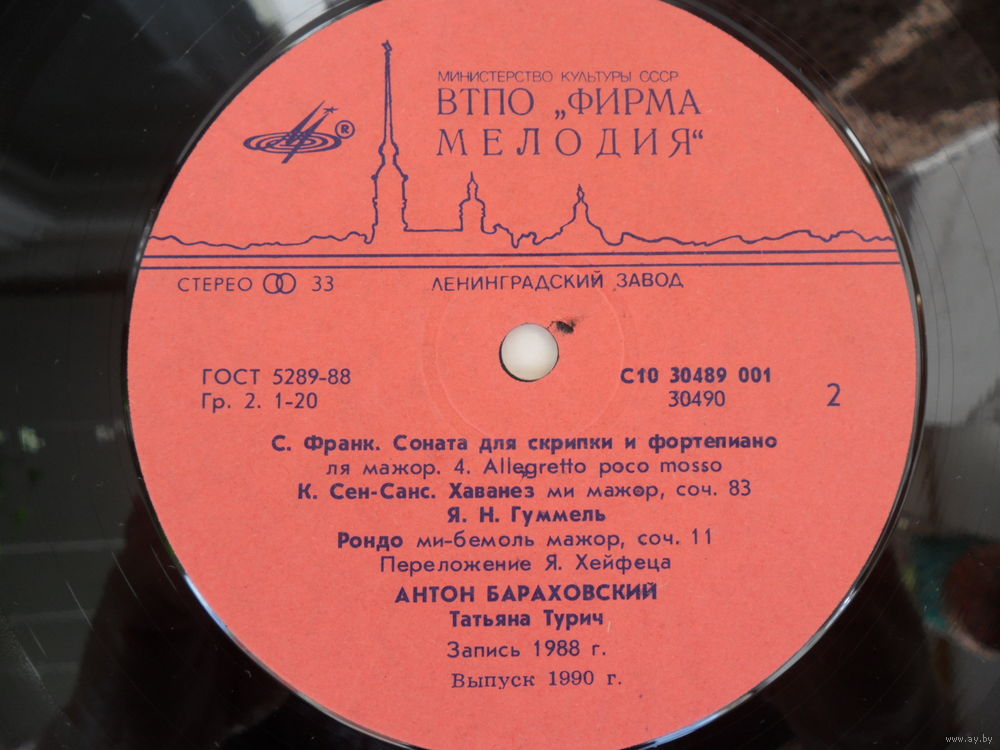 МИНИСТЕРСТВО КУЛЬТУРЫ СССР
ВТПО „ФИРМА
МЕЛОДИЯ“
®
СТЕРЕО 33
ЛЕНИНГРАДСКИЙ ЗАВОД
ГОСТ 5289-88
Гр. 2. 1-20
С10 30489 001
30490
2
С. Франк. Соната для скрипки и фортепиано
ля мажор. 4. Allegretto poco mosso
К. Сен-Санс. Хаванез ми мажор, соч. 83
Я. Н. Гуммель
Рондо ми-бемоль мажор, соч. 11
Переложение Я. Хейфеца
АНТОН БАРАХОВСКИЙ
Татьяна Турич
Запись 1988 г.
Выпуск 1990 г.
www.ay.by